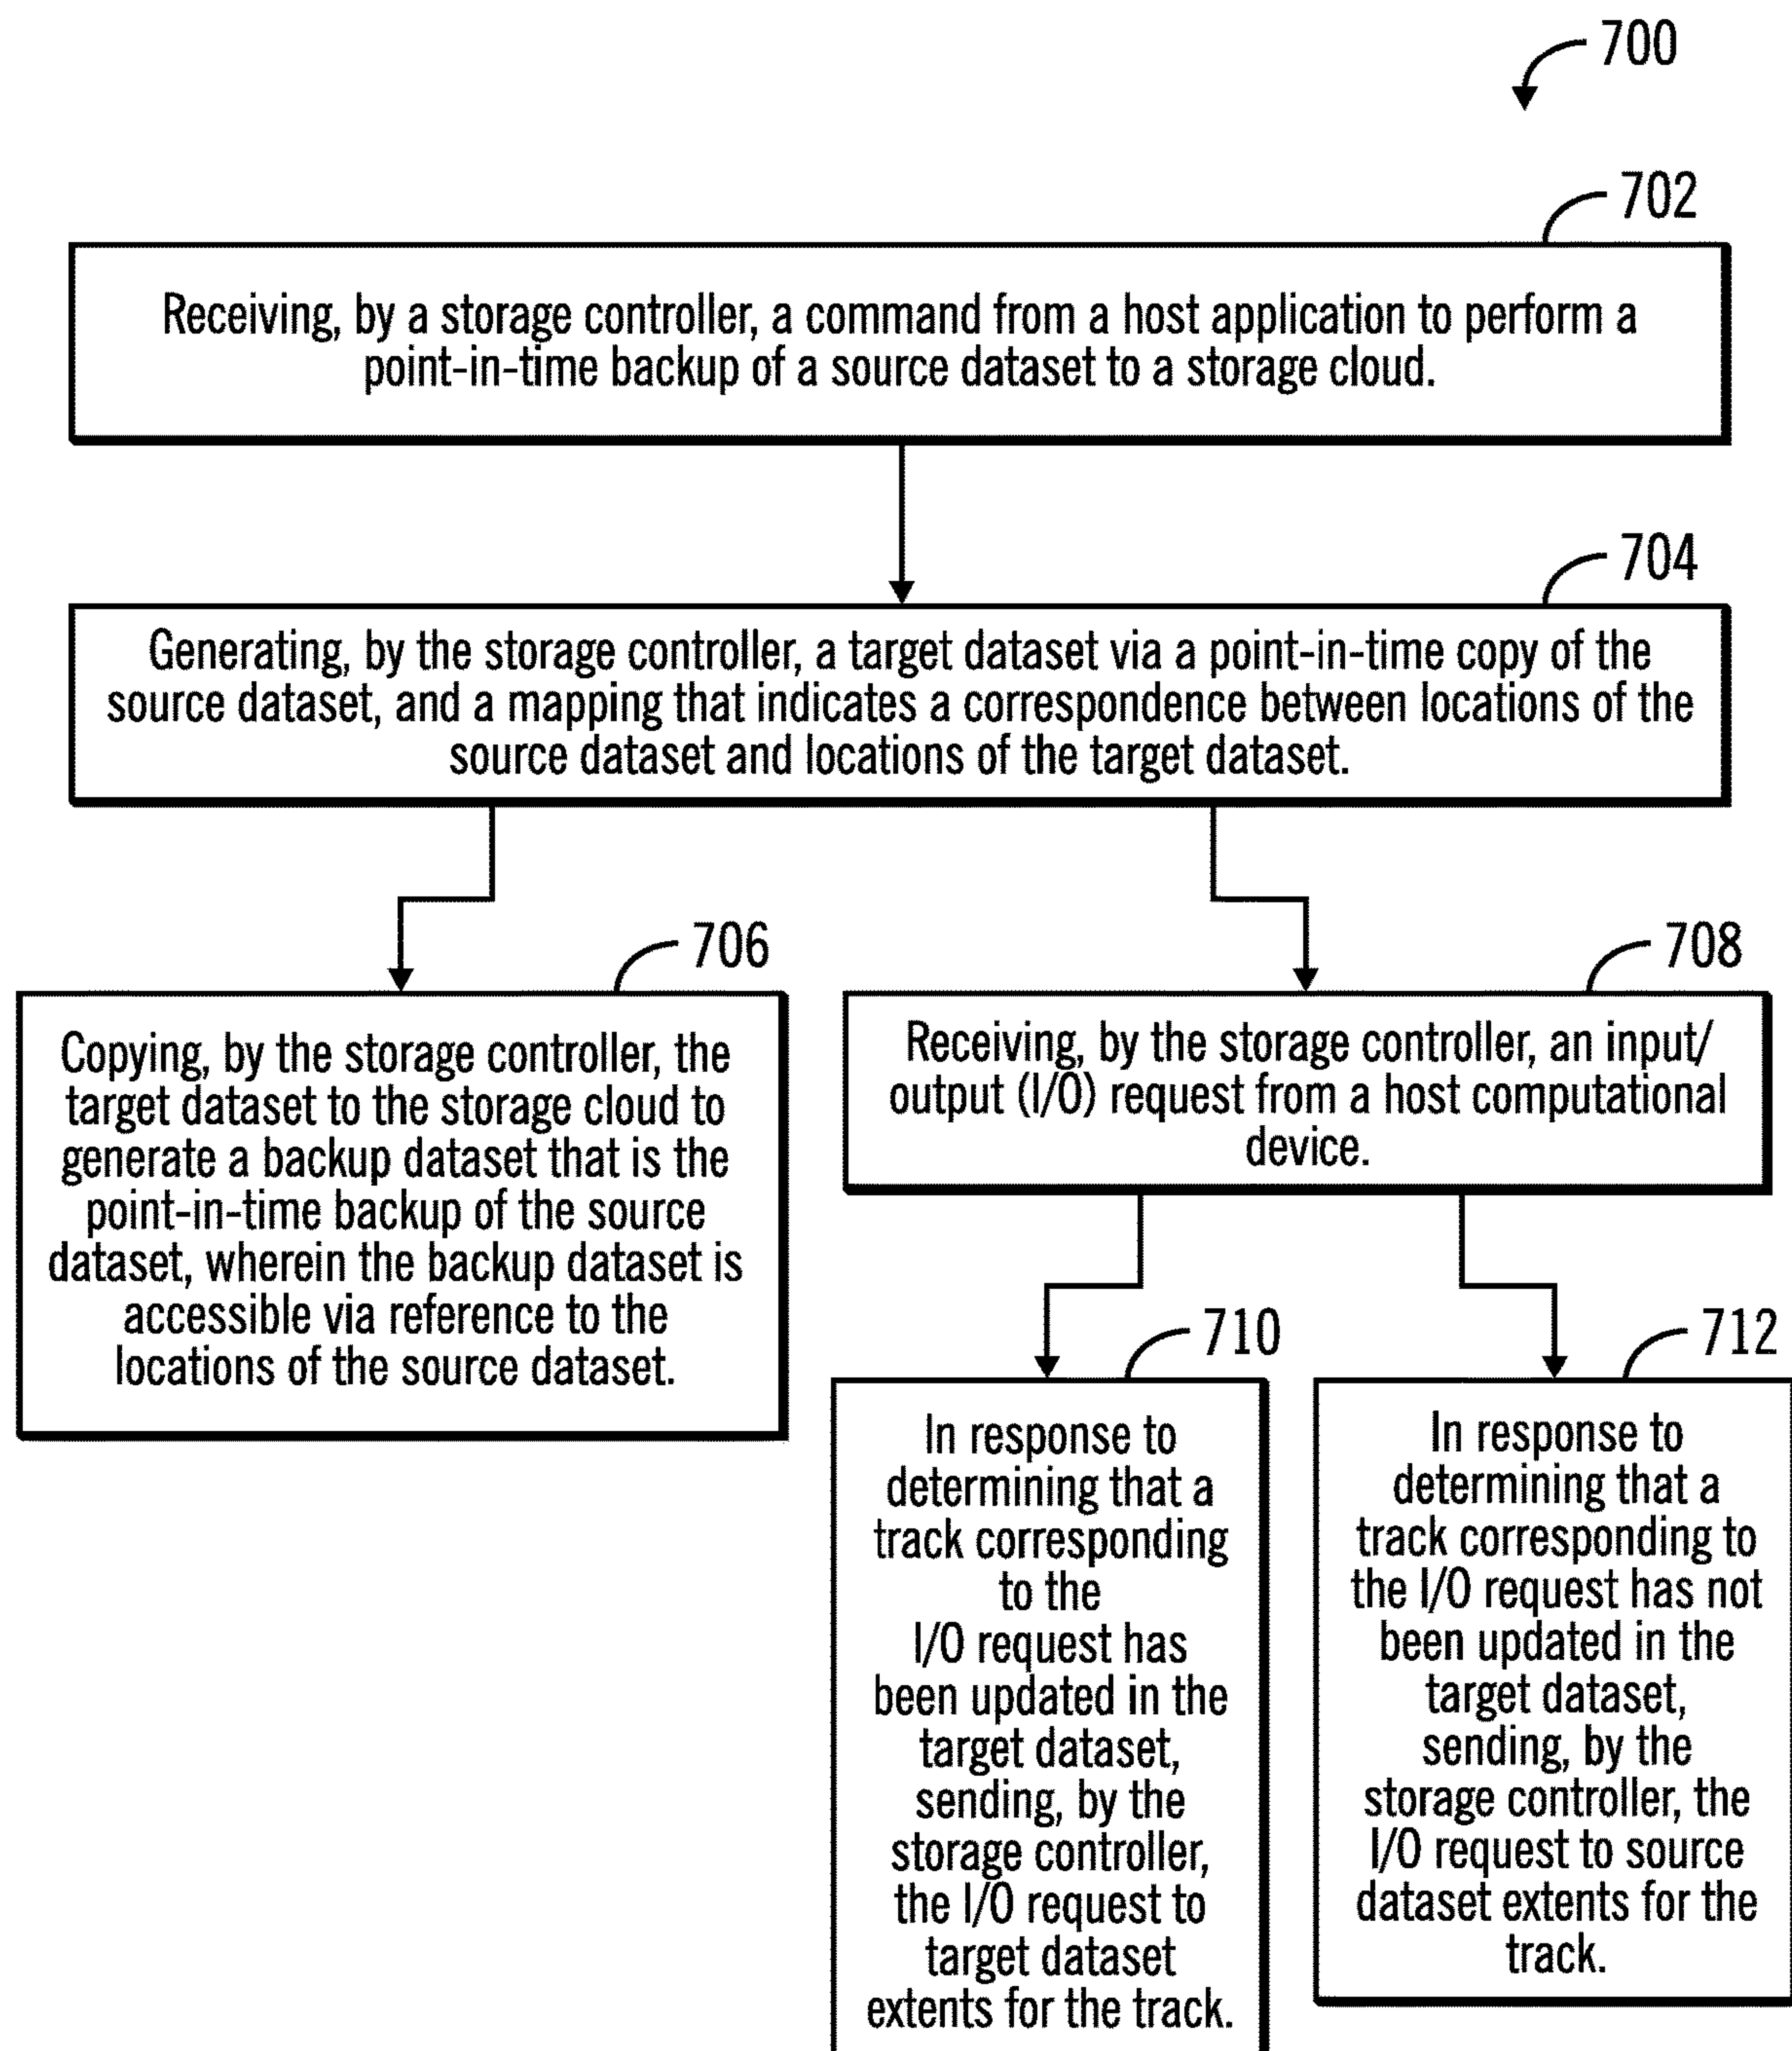 700
702
Receiving, by a storage controller, a command from a host application to perform a
point-in-time backup of a source dataset to a storage cloud.
704
Generating, by the storage controller, a target dataset via a point-in-time copy of the
source dataset, and a mapping that indicates a correspondence between locations of the
source dataset and locations of the target dataset.
706
Copying, by the storage controller, the
target dataset to the storage cloud to
generate a backup dataset that is the
point-in-time backup of the source
dataset, wherein the backup dataset is
accessible via reference to the
locations of the source dataset.
708
Receiving, by the storage controller, an input/
output (I/O) request from a host computational
device.
710
In response to
determining that a
track corresponding
to the
I/O request has
been updated in the
target dataset,
sending, by the
storage controller,
the I/O request to
target dataset
extents for the track.
712
In response to
determining that a
track corresponding to
the I/O request has not
been updated in the
target dataset,
sending, by the
storage controller, the
I/O request to source
dataset extents for the
track.